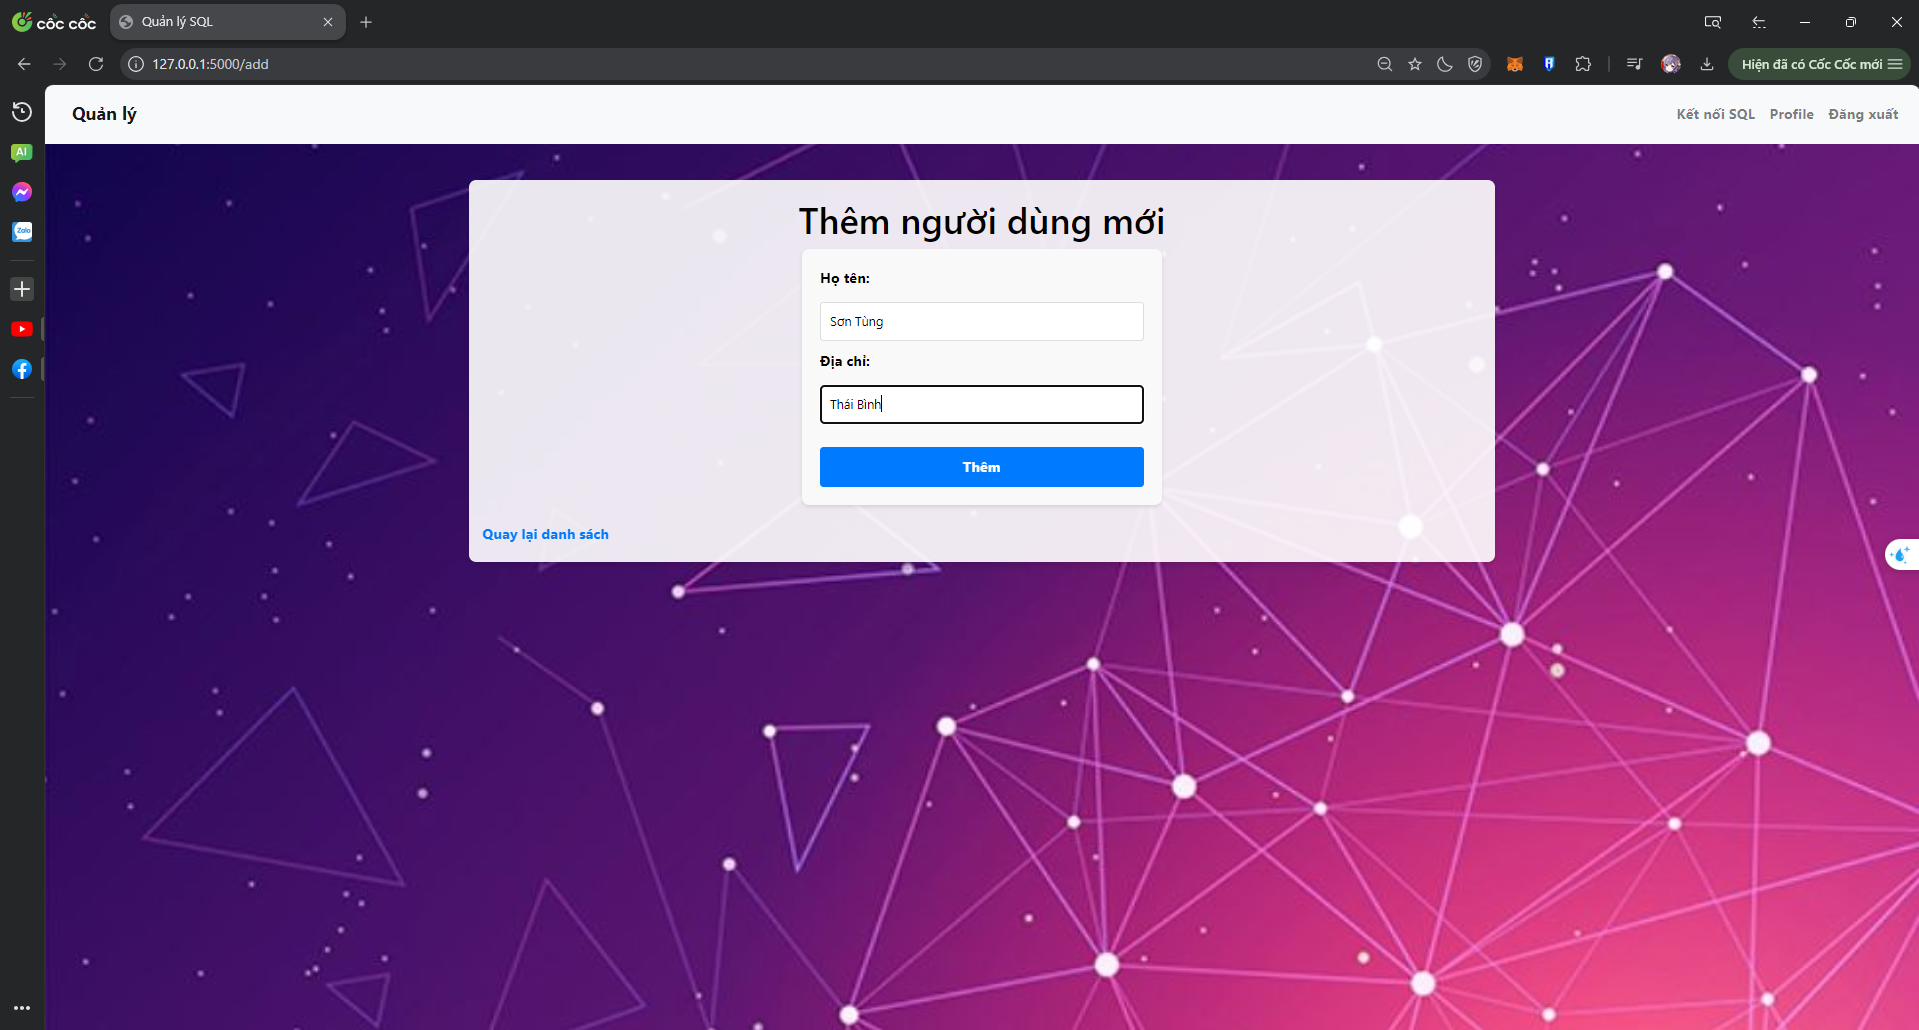 cốc cốc
Quản lý SQL
127.0.0.1:5000/add
Hiện đã có Cốc Cốc mới
AI
Zalo
Quản lý
Kết nối SQL
Profile
Đăng xuất
Thêm người dùng mới
Họ tên:
Sơn Tùng
Địa chỉ:
Thái Bình
Thêm
Quay lại danh sách